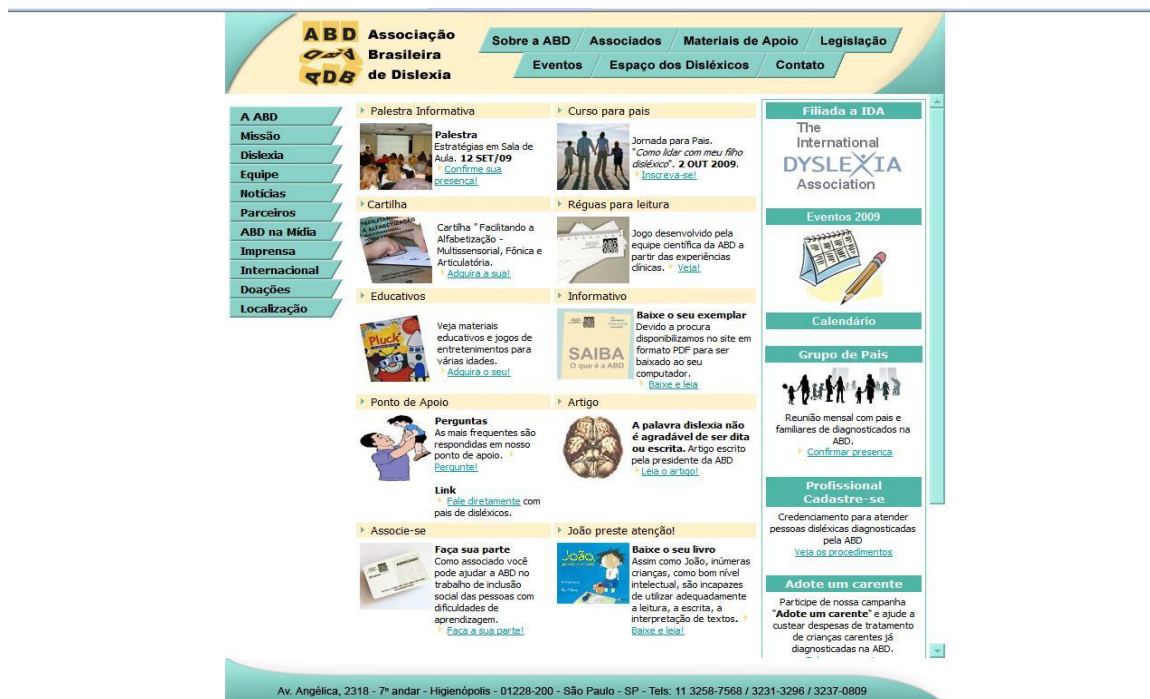 ABD Associação
Brasileira
ADB de Dislexia
Sobre a ABD
Associados
Materiais de Apoio
Legislação
Eventos
Espaço dos Disléxicos
Contato
A ABD
Missão
Dislexia
Equipe
Notícias
Parceiros
ABD na Mídia
Imprensa
Internacional
Doações
Localização
Palestra Informativa
Palestra
Estratégias em Sala de
Aula. 12 SET/09
Confirme sua
presença!
Curso para pais
Jornada para Pais.
"Como lidar com meu filho
disléxico". 2 OUT 2009.
Inscreva-se!
Cartilha
FACILITANDO
A ALFABETIZAÇÃO
Cartilha "Facilitando a
Alfabetização -
Multissensorial, Fônica e
Articulatória.
Adquira a sua!
Réguas para leitura
Jogo desenvolvido pela
equipe científica da ABD a
partir das experiências
clínicas. Veja!
Educativos
Pluck
Veja materiais
educativos e jogos de
entretenimentos para
várias idades.
Adquira o seu!
Informativo
SAIBA
O que é a ABD
Baixe o seu exemplar
Devido a procura
disponibilizamos no site em
formato PDF para ser
baixado ao seu
computador.
Baixe e leia
Ponto de Apoio
Perguntas
As mais frequentes são
respondidas em nosso
ponto de apoio.
Pergunte!
Link
Fale diretamente com
pais de disléxicos.
Artigo
A palavra dislexia não
é agradável de ser dita
ou escrita. Artigo escrito
pela presidente da ABD
Leia o artigo!
Associe-se
Faça sua parte
Como associado você
pode ajudar a ABD no
trabalho de inclusão
social das pessoas com
dificuldades de
aprendizagem.
Faça a sua parte!
João preste atenção!
João,
Baixe o seu livro
Assim como João, inúmeras
crianças, como bom nível
intelectual, são incapazes
de utilizar adequadamente
a leitura, a escrita, a
interpretação de textos.
Baixe e leia!
Filiada a IDA
The
International
DYSLEXIA
Association
Eventos 2009
Calendário
Grupo de Pais
Reunião mensal com pais e
familiares de diagnosticados na
ABD.
Confirmar presença
Profissional
Cadastre-se
Credenciamento para atender
pessoas disléxicas diagnosticadas
pela ABD
Veja os procedimentos
Adote um carente
Participe de nossa campanha
"Adote um carente" e ajude a
custear despesas de tratamento
de crianças carentes já
diagnosticadas na ABD.
Av. Angélica, 2318 - 7º andar - Higienópolis - 01228-200 - São Paulo - SP - Tels: 11 3258-7568 / 3231-3296 / 3237-0809